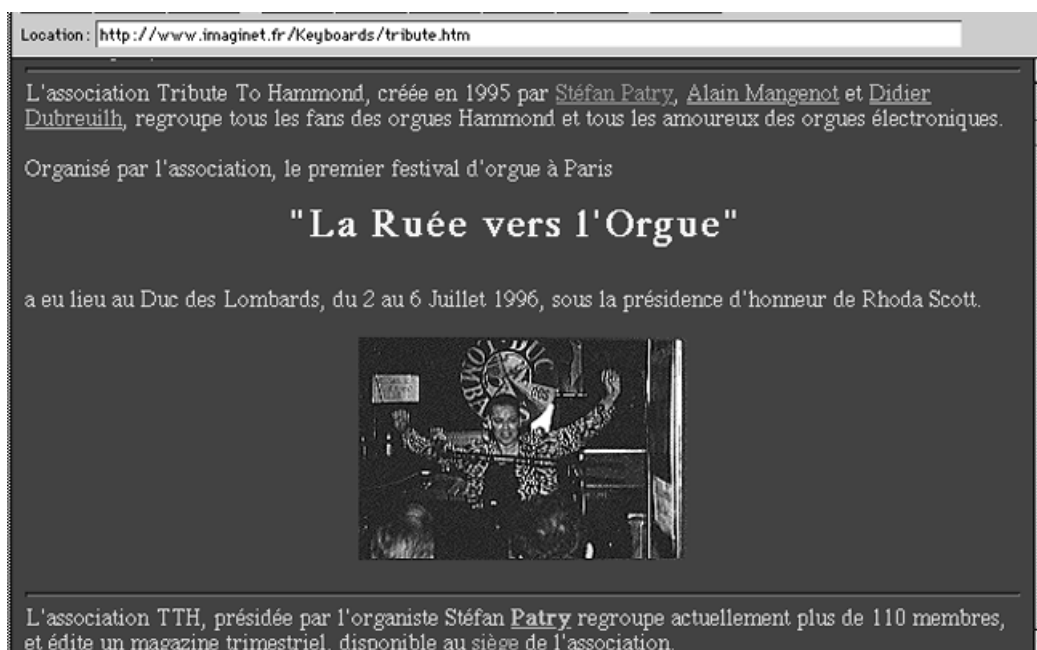 Location: http://www.imaginet.fr/Keyboards/tribute.htm
L'association Tribute To Hammond, créée en 1995 par Stéfan Patry, Alain Mangenot et Didier
Dubreuilh, regroupe tous les fans des orgues Hammond et tous les amoureux des orgues électroniques.
Organisé par l'association, le premier festival d'orgue à Paris
"La Ruée vers l'Orgue"
a eu lieu au Duc des Lombards, du 2 au 6 Juillet 1996, sous la présidence d'honneur de Rhoda Scott.
DUC
LOMBARDS
L'association TTH, présidée par l'organiste Stéfan Patry regroupe actuellement plus de 110 membres,
et édite un magazine trimestriel, disponible au siège de l'association.